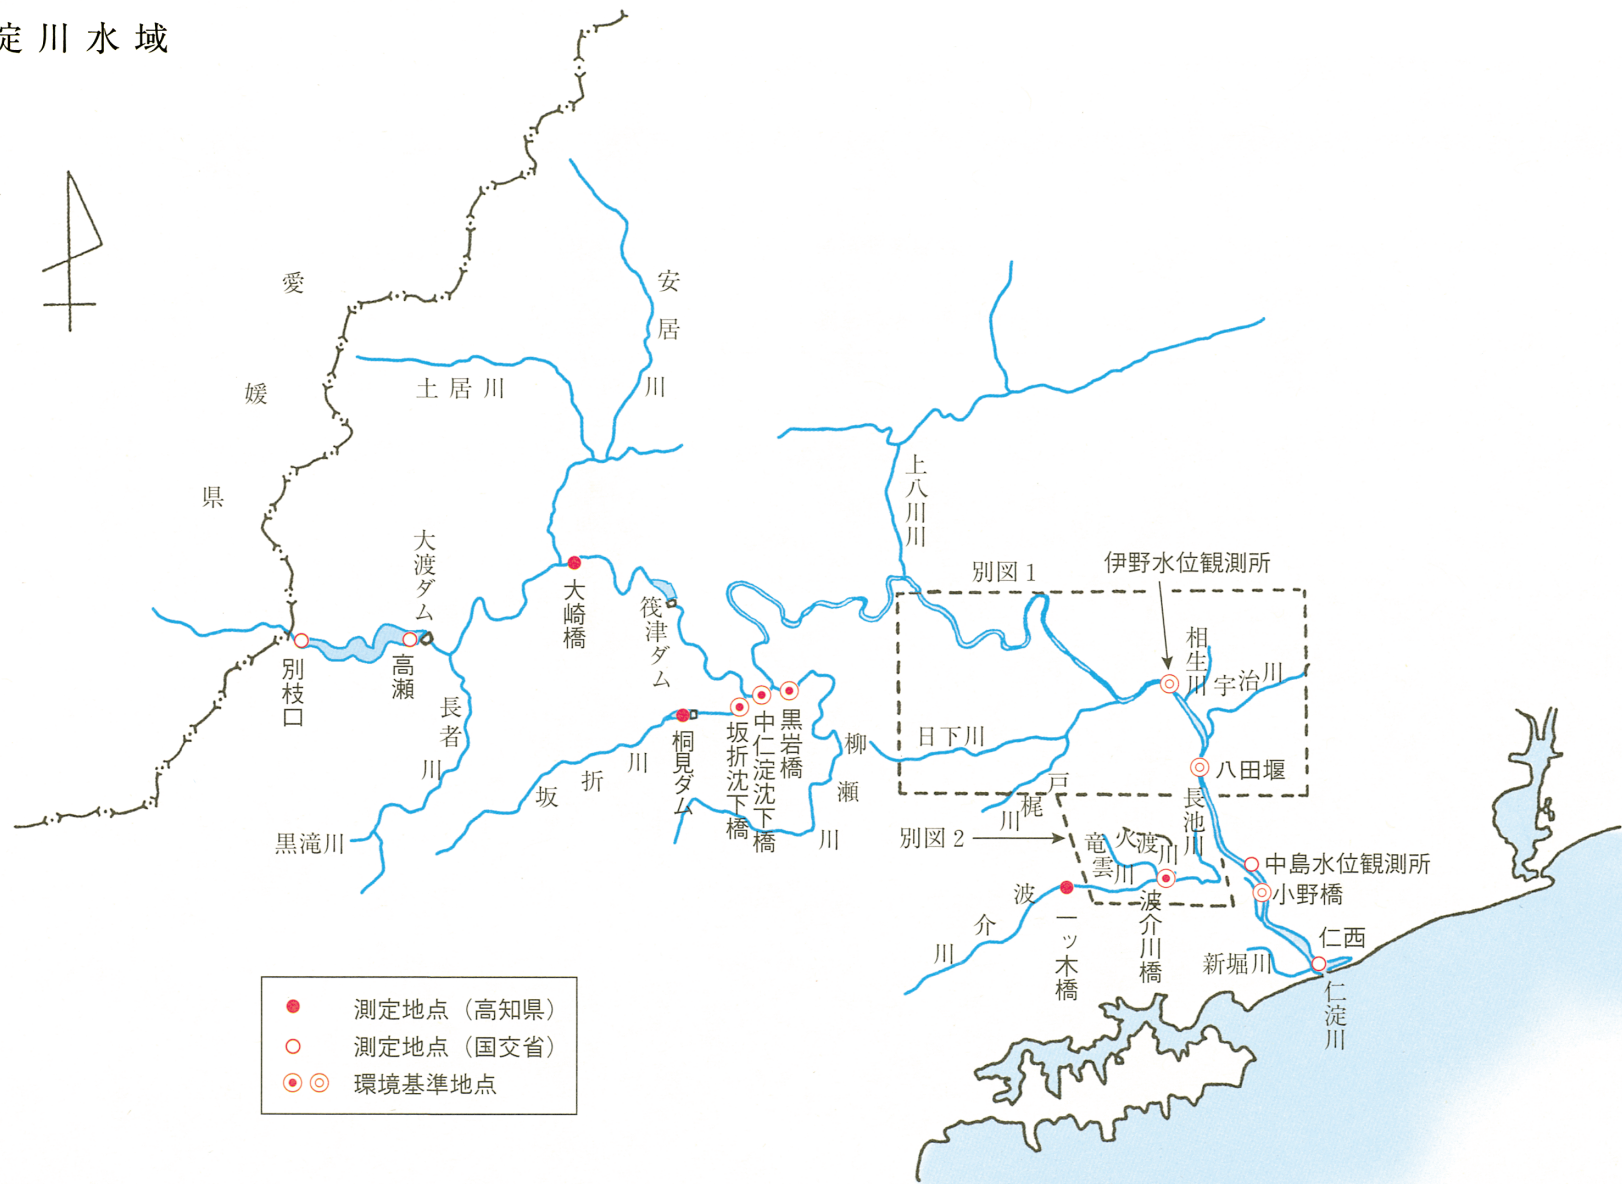 淀川水域
愛媛県
安居川
土居川
上八川川
大渡ダム
大崎橋
筏津ダム
別図1
伊野水位観測所
相生川
宇治川
別枝口
高瀬
長者川
黒滝川
坂折川
桐見ダム
坂折沈下橋
中仁淀沈下橋
黒岩橋
柳瀬川
日下川
戸梶川
八田堰
長池川
別図2
竜雲川
火渡川
中島水位観測所
小野橋
波介川
一ッ木橋
波介川橋
新堀川
仁西
仁淀川
測定地点（高知県）
測定地点（国交省）
環境基準地点